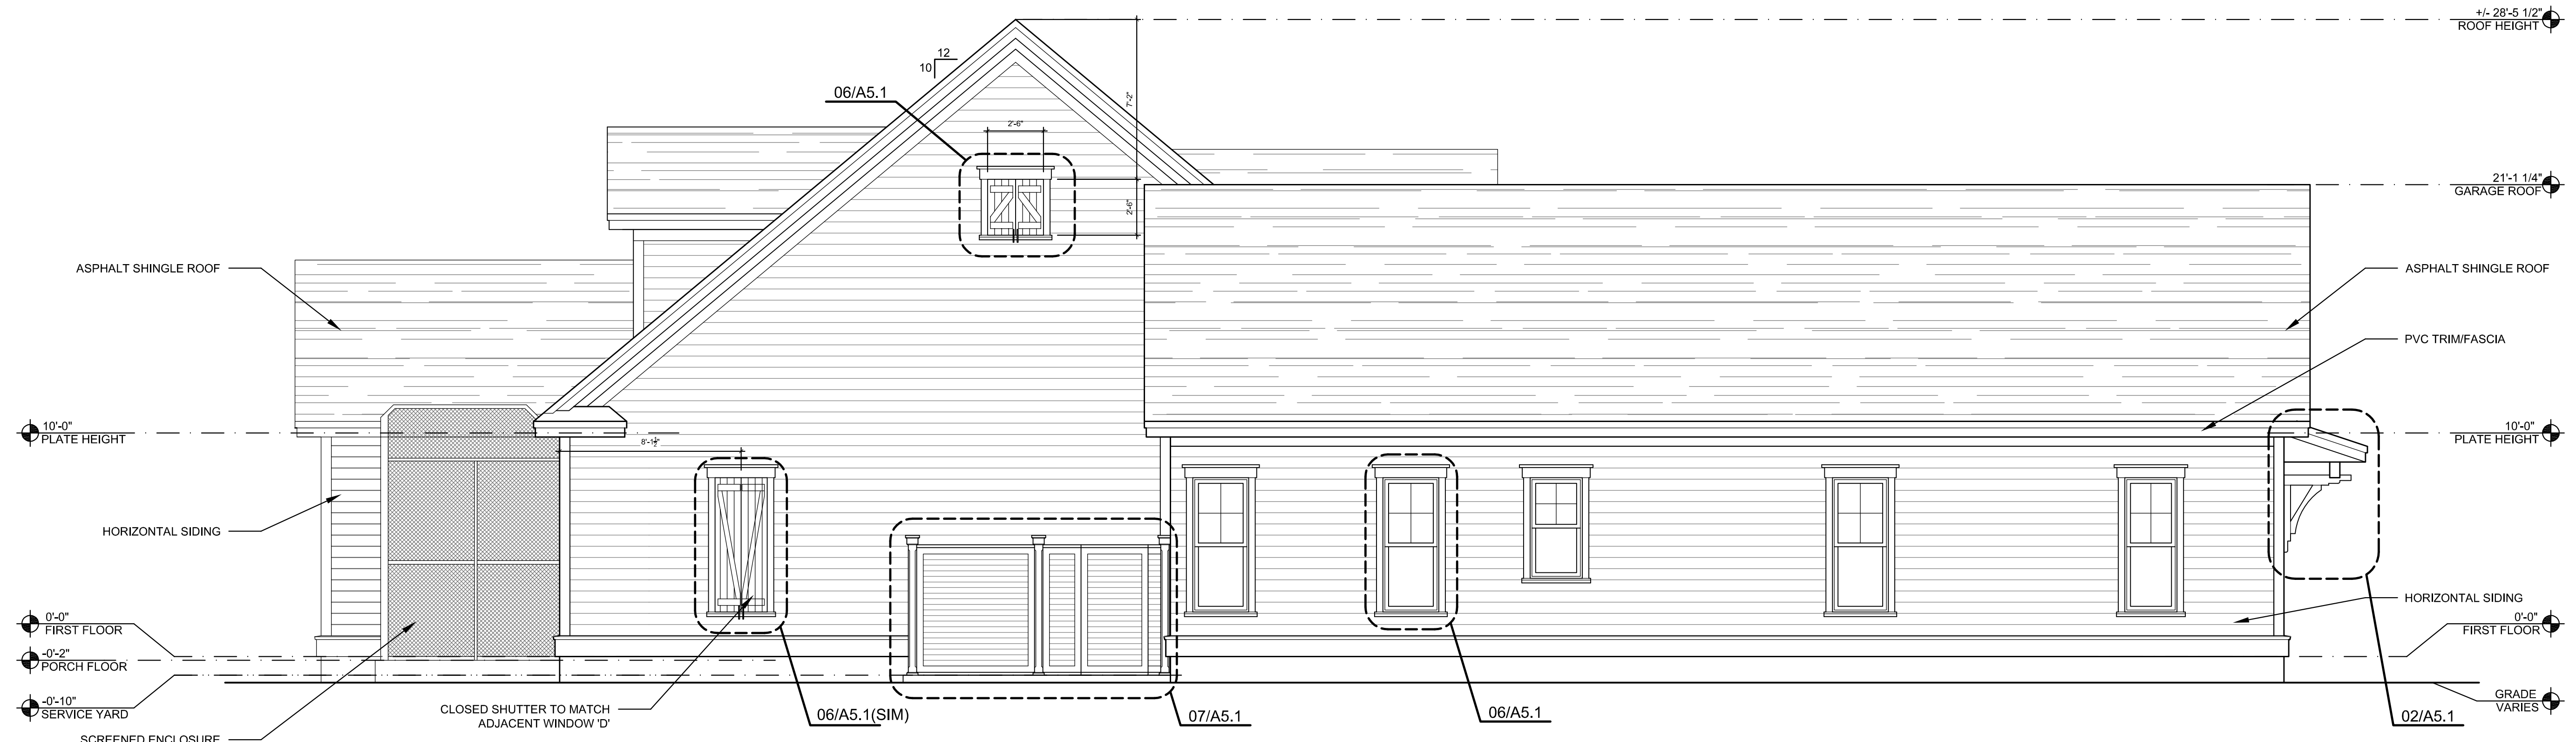 +/- 28'-5 1/2"
ROOF HEIGHT
12
10
06/A5.1
7'-2"
2'-6"
2'-6"
21'-1 1/4"
GARAGE ROOF
ASPHALT SHINGLE ROOF
ASPHALT SHINGLE ROOF
PVC TRIM/FASCIA
10'-0"
PLATE HEIGHT
8'-1½"
10'-0"
PLATE HEIGHT
HORIZONTAL SIDING
HORIZONTAL SIDING
0'-0"
FIRST FLOOR
0'-0"
FIRST FLOOR
-0'-2"
PORCH FLOOR
-0'-10"
SERVICE YARD
CLOSED SHUTTER TO MATCH
ADJACENT WINDOW 'D'
06/A5.1(SIM)
07/A5.1
06/A5.1
02/A5.1
GRADE
VARIES
SCREENED ENCLOSURE